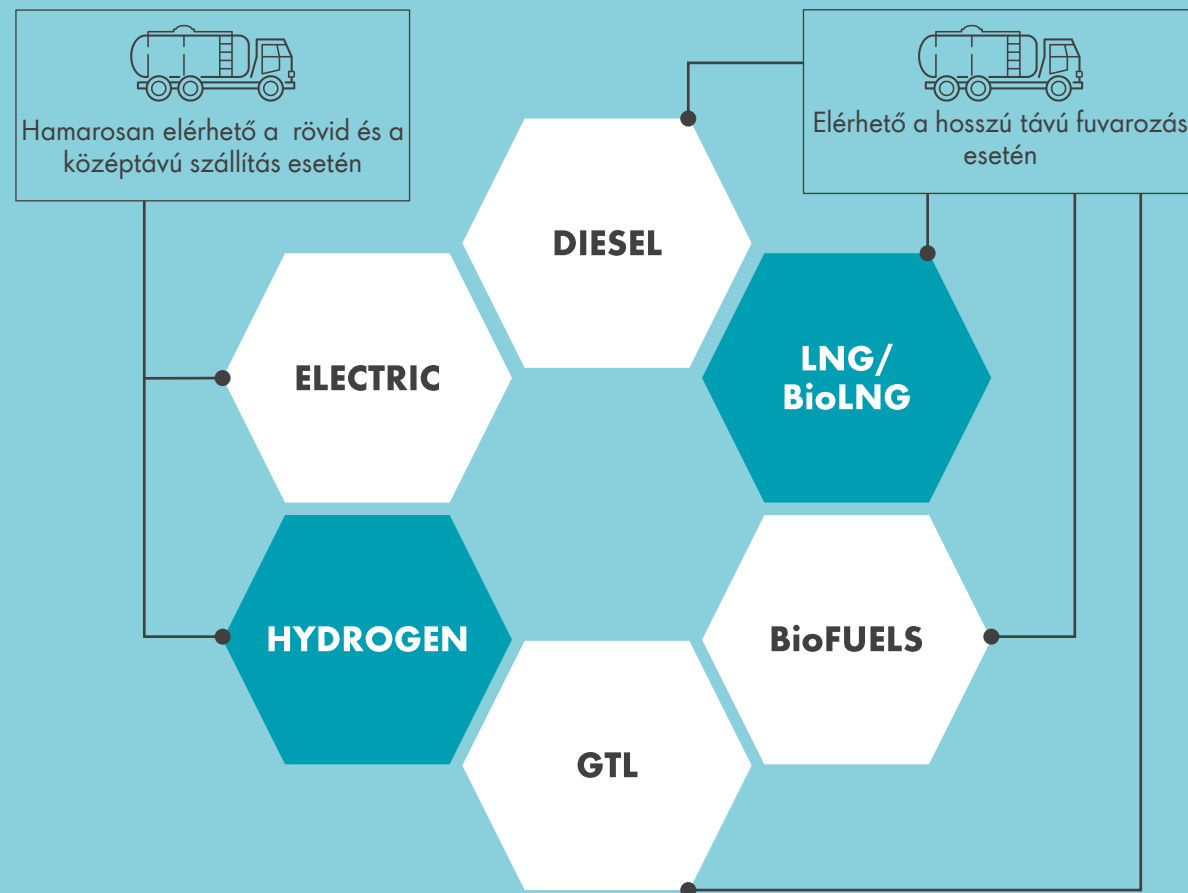 Hamarosan elérhető a rövid és a
középtávú szállítás esetén
Elérhető a hosszú távú fuvarozás
esetén
DIESEL
ELECTRIC
LNG/
BioLNG
HYDROGEN
BioFUELS
GTL